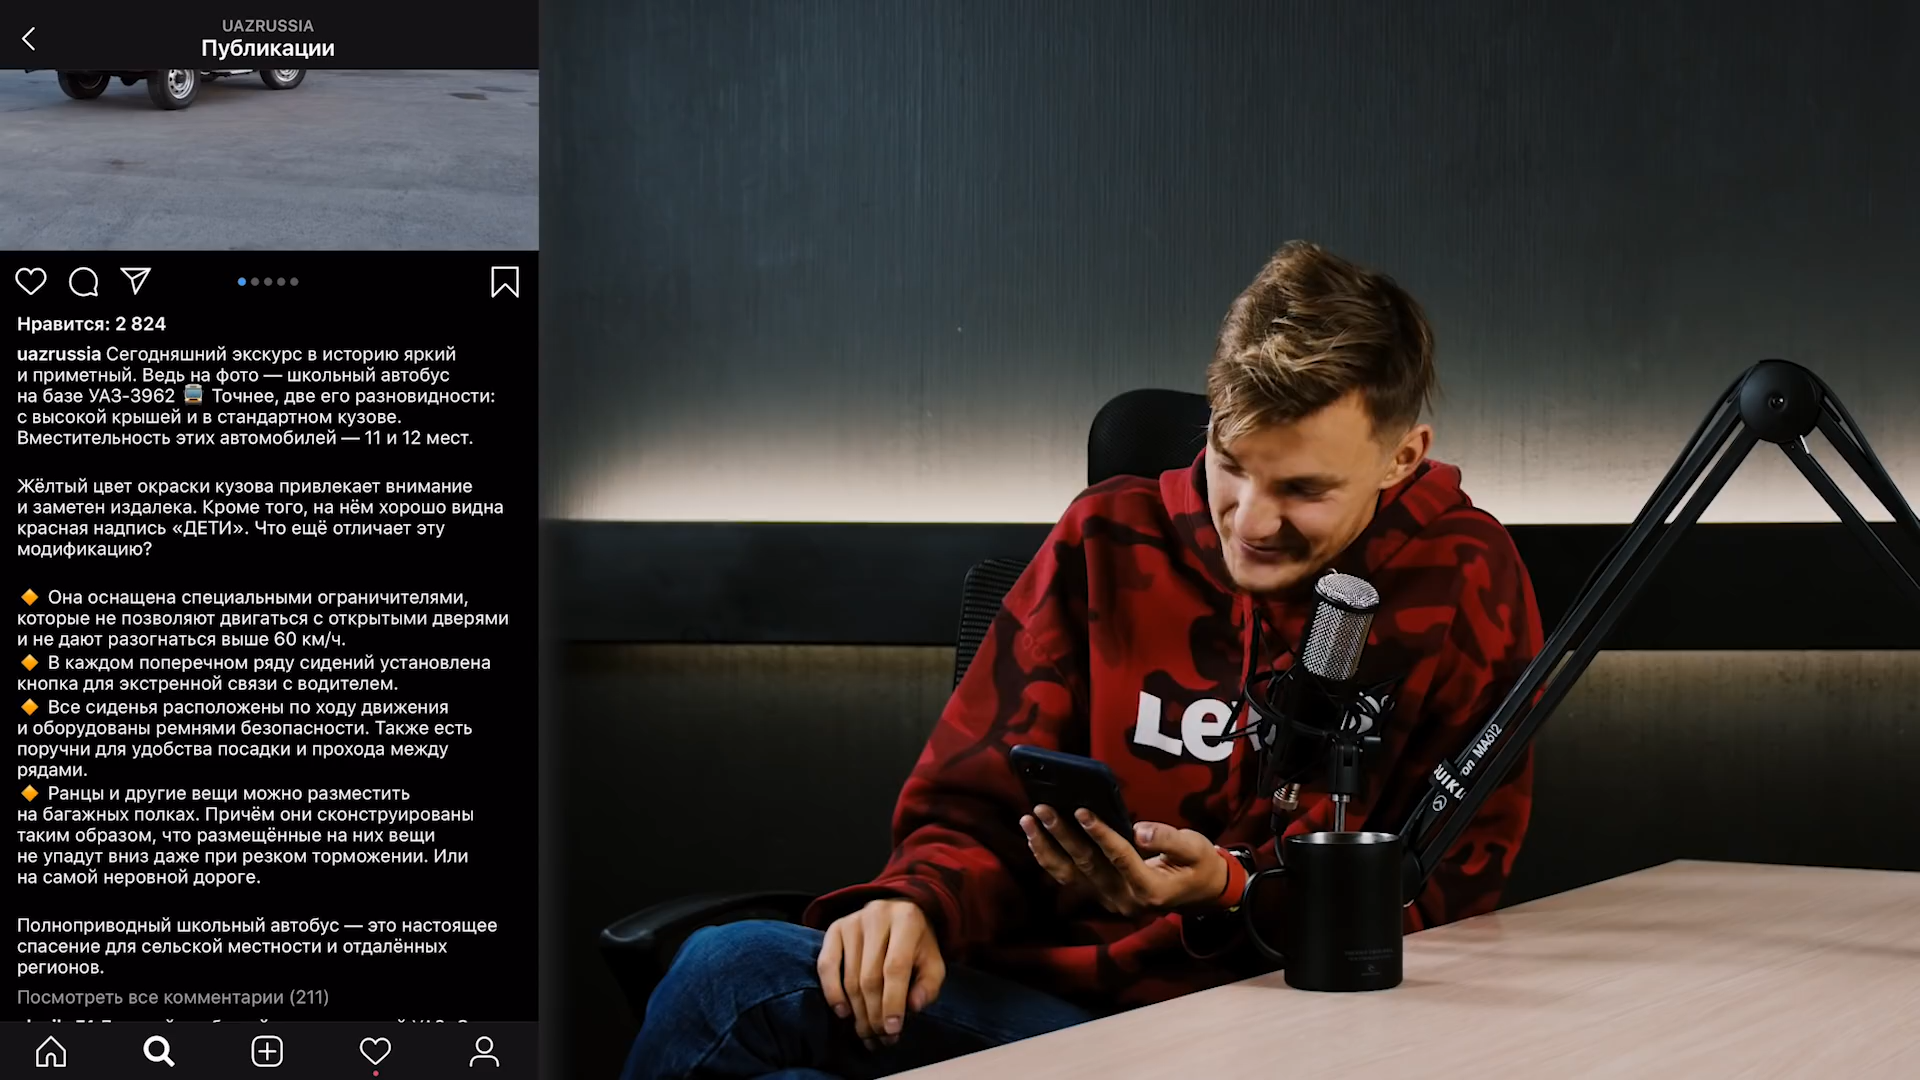 UAZRUSSIA
Публикации
Нравится: 2 824
uazrussia Сегодняшний экскурс в историю яркий
и приметный. Ведь на фото — школьный автобус
на базе УАЗ-3962 🚍 Точнее, две его разновидности:
с высокой крышей и в стандартном кузове.
Вместительность этих автомобилей — 11 и 12 мест.
Жёлтый цвет окраски кузова привлекает внимание
и заметен издалека. Кроме того, на нём хорошо видна
красная надпись «ДЕТИ». Что ещё отличает эту
модификацию?
🔶 Она оснащена специальными ограничителями,
которые не позволяют двигаться с открытыми дверями
и не дают разогнаться выше 60 км/ч.
🔶 В каждом поперечном ряду сидений установлена
кнопка для экстренной связи с водителем.
🔶 Все сиденья расположены по ходу движения
и оборудованы ремнями безопасности. Также есть
поручни для удобства посадки и прохода между
рядами.
🔶 Ранцы и другие вещи можно разместить
на багажных полках. Причём они сконструированы
таким образом, что размещённые на них вещи
не упадут вниз даже при резком торможении. Или
на самой неровной дороге.
Полноприводный школьный автобус — это настоящее
спасение для сельской местности и отдалённых
регионов.
Посмотреть все комментарии (211)
on MA612